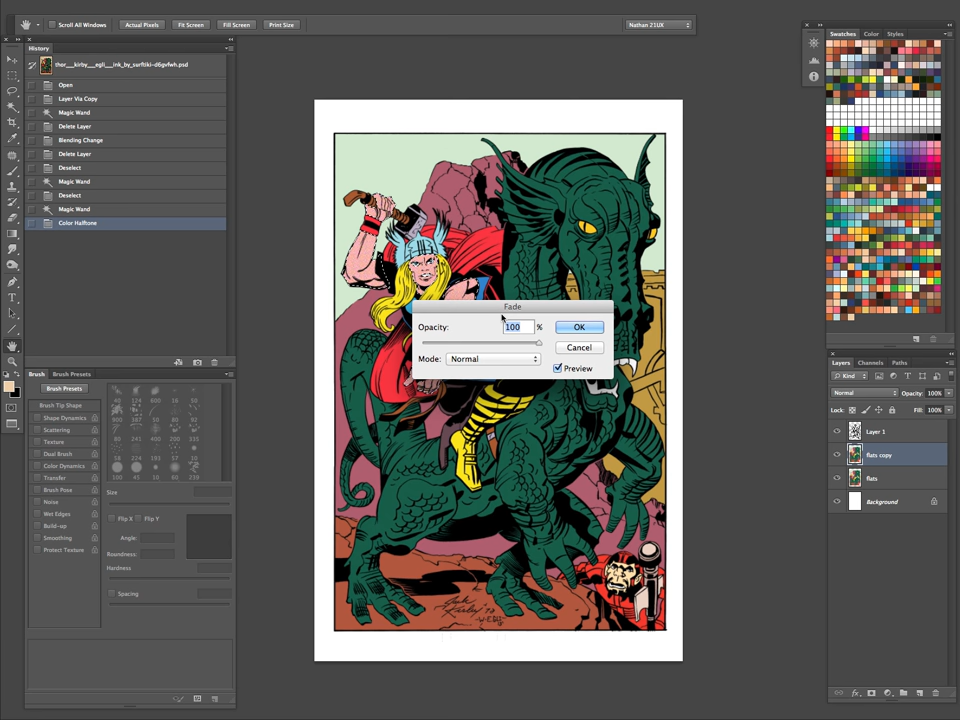 Scroll All Windows
Actual Pixels
Fit Screen
Fill Screen
Print Size
Nathan 21UX
History
thor__kirby__egli__ink_by_surftiki-d6gvfwh.psd
Open
Layer Via Copy
Magic Wand
Delete Layer
Blending Change
Delete Layer
Deselect
Magic Wand
Deselect
Magic Wand
Color Halftone
Brush
Brush Presets
Brush Presets
Brush Tip Shape
Shape Dynamics
Scattering
Texture
Dual Brush
Color Dynamics
Transfer
Brush Pose
Noise
Wet Edges
Build-up
Smoothing
Protect Texture
Size
Flip X
Flip Y
Angle:
Roundness:
Hardness
Spacing
Fade
Opacity:
100
%
OK
Cancel
Mode:
Normal
Preview
Jack Kirby
Swatches
Color
Styles
Layers
Channels
Paths
Kind
Normal
Opacity:
100%
Lock:
Fill:
100%
Layer 1
flats copy
flats
Background